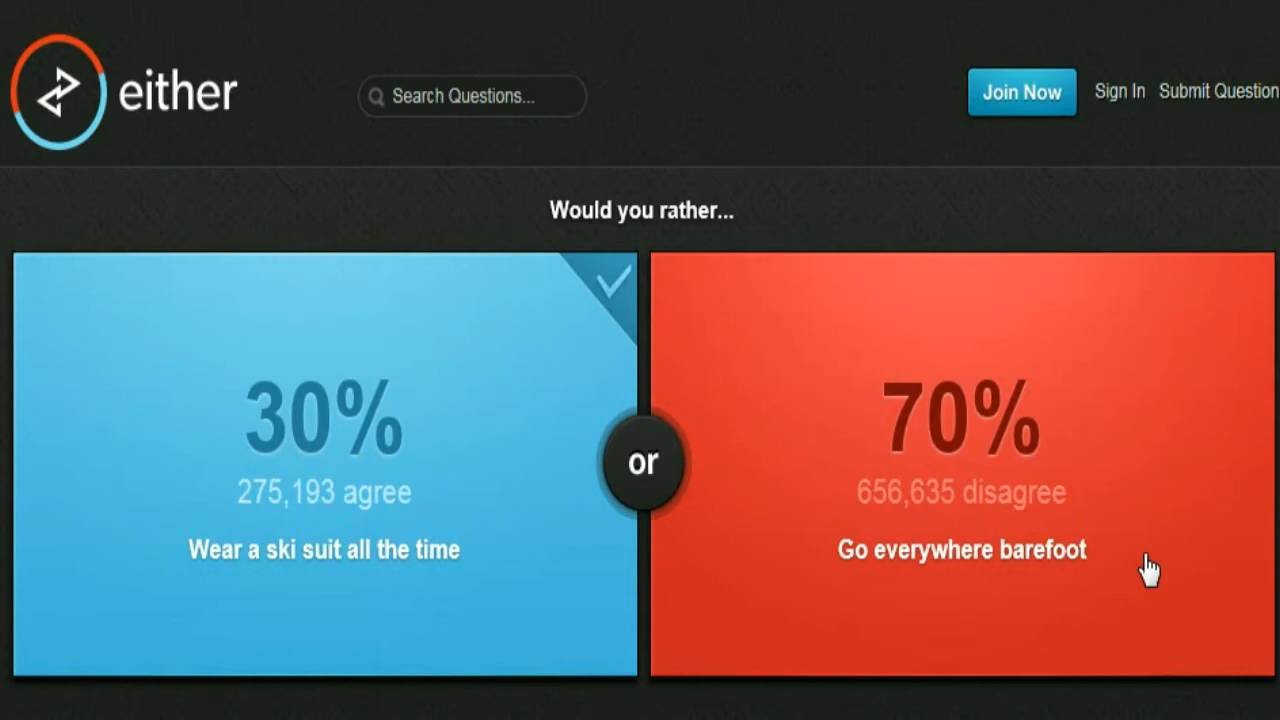 either
Search Questions...
Join Now
Sign In
Submit Question
Would you rather...
30%
275,193 agree
Wear a ski suit all the time
or
70%
656,635 disagree
Go everywhere barefoot